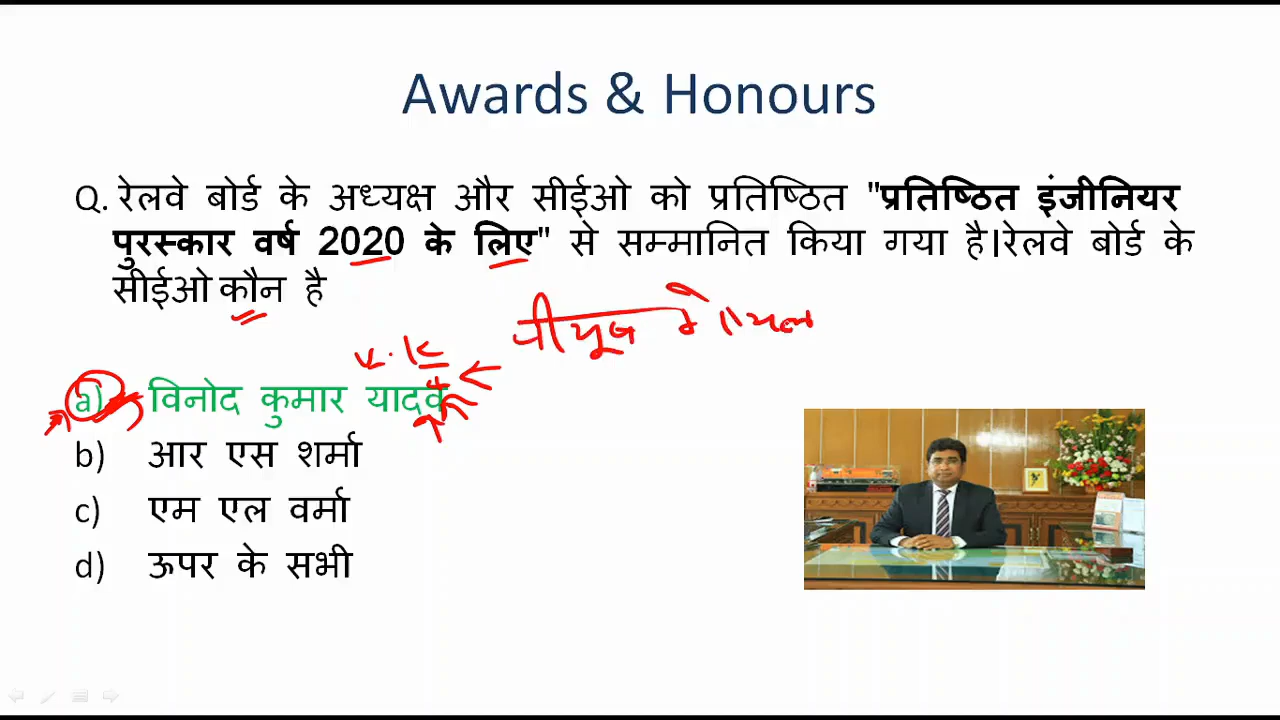 Awards & Honours
Q. रेलवे बोर्ड के अध्यक्ष और सीईओ को प्रतिष्ठित "प्रतिष्ठित इंजीनियर
पुरस्कार वर्ष 2020 के लिए" से सम्मानित किया गया है।रेलवे बोर्ड के
सीईओ कौन है
पीयूष गोयल
a) विनोद कुमार यादव
b) आर एस शर्मा
c) एम एल वर्मा
d) ऊपर के सभी